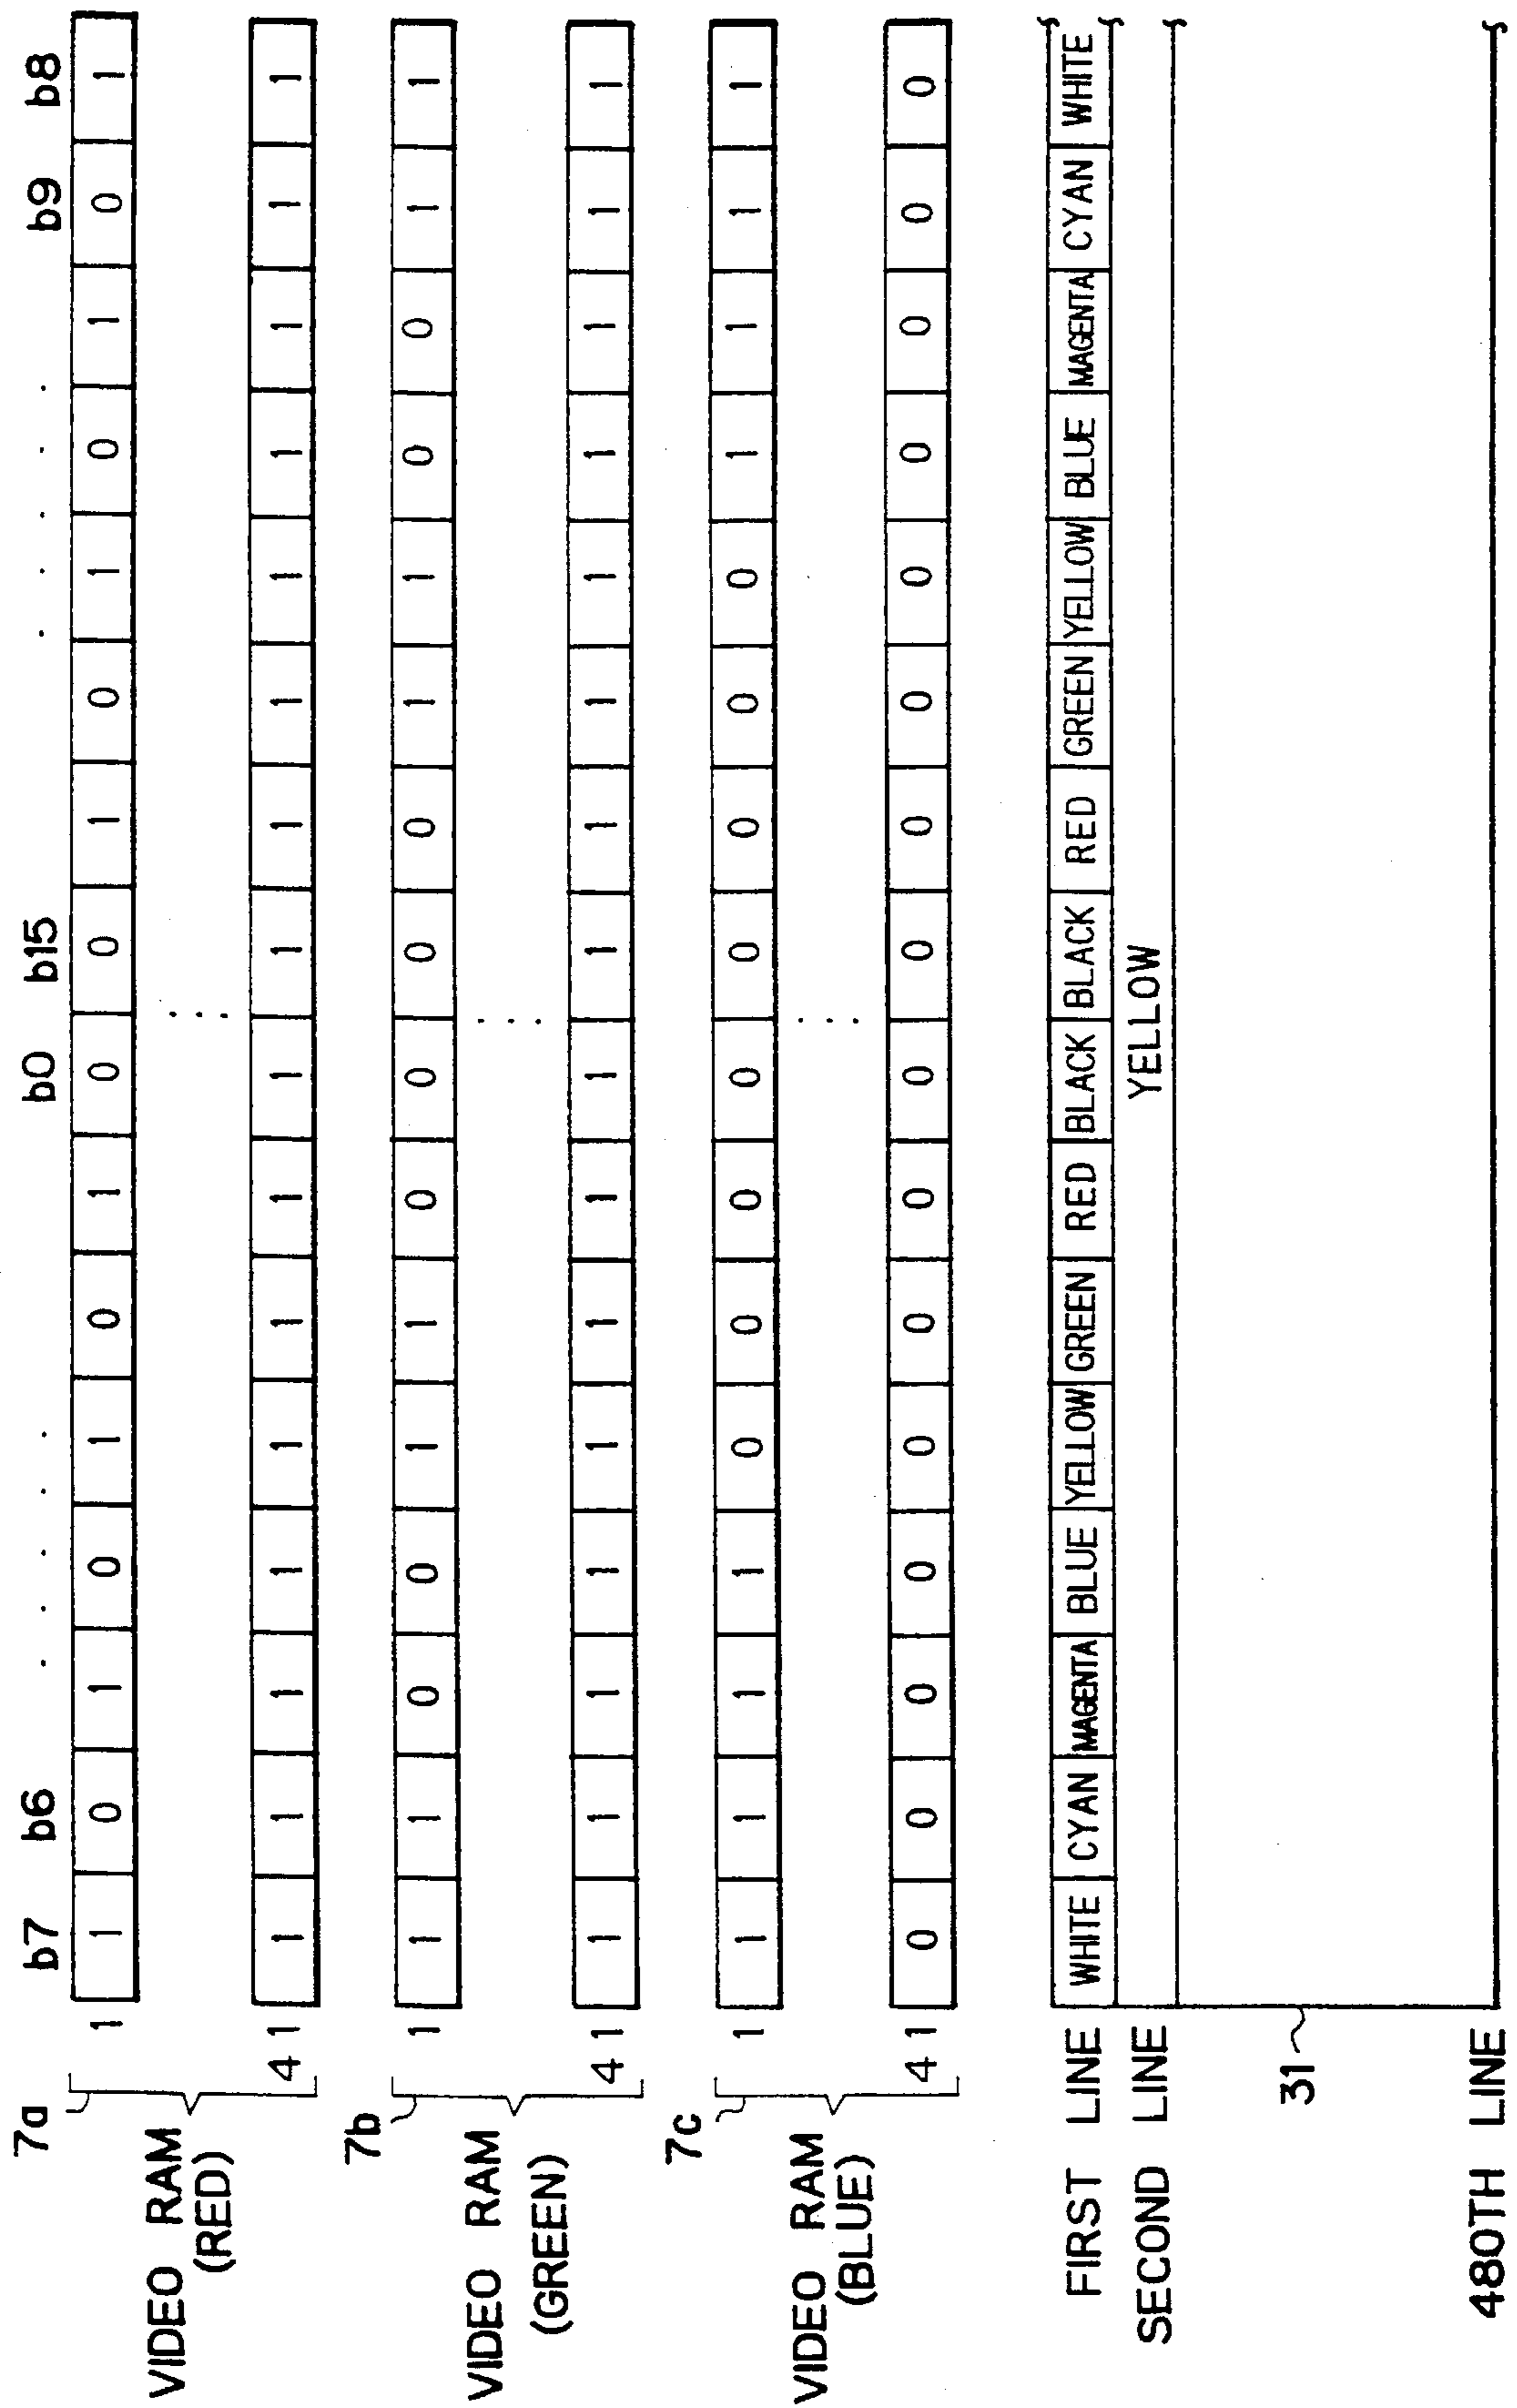 b7 b6 . . . . b0 b15 . . . . b9 b8
7a
VIDEO RAM
(RED)
1 1 0 1 0 1 0 1 0 0 1 0 1 0 1 0 1
. . .
41 1 1 1 1 1 1 1 1 1 1 1 1 1 1 1 1
7b
VIDEO RAM
(GREEN)
1 1 1 0 0 1 1 0 0 0 0 1 1 0 0 1 1
. . .
41 1 1 1 1 1 1 1 1 1 1 1 1 1 1 1 1
7c
VIDEO RAM
(BLUE)
1 1 1 1 1 0 0 0 0 0 0 0 0 1 1 1 1
. . .
41 0 0 0 0 0 0 0 0 0 0 0 0 0 0 0 0
FIRST LINE WHITE CYAN MAGENTA BLUE YELLOW GREEN RED BLACK BLACK RED GREEN YELLOW BLUE MAGENTA CYAN WHITE
SECOND LINE YELLOW
31
480TH LINE